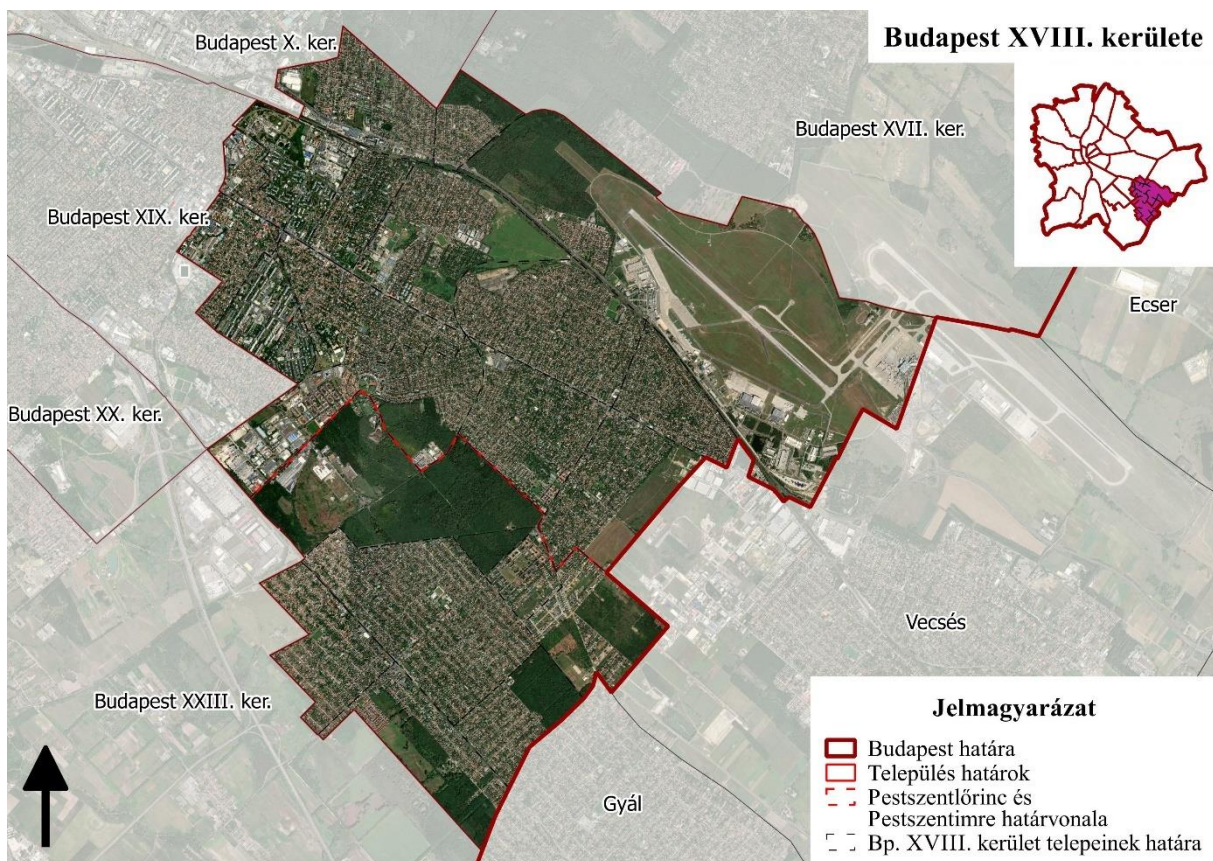 Budapest XVIII. kerülete
Budapest X. ker.
Budapest XVII. ker.
Budapest XIX. ker.
Ecser
Budapest XX. ker.
Vecsés
Budapest XXIII. ker.
Gyál
Jelmagyarázat
Budapest határa
Település határok
Pestszentlőrinc és
Pestszentimre határvonala
Bp. XVIII. kerület telepeinek határa